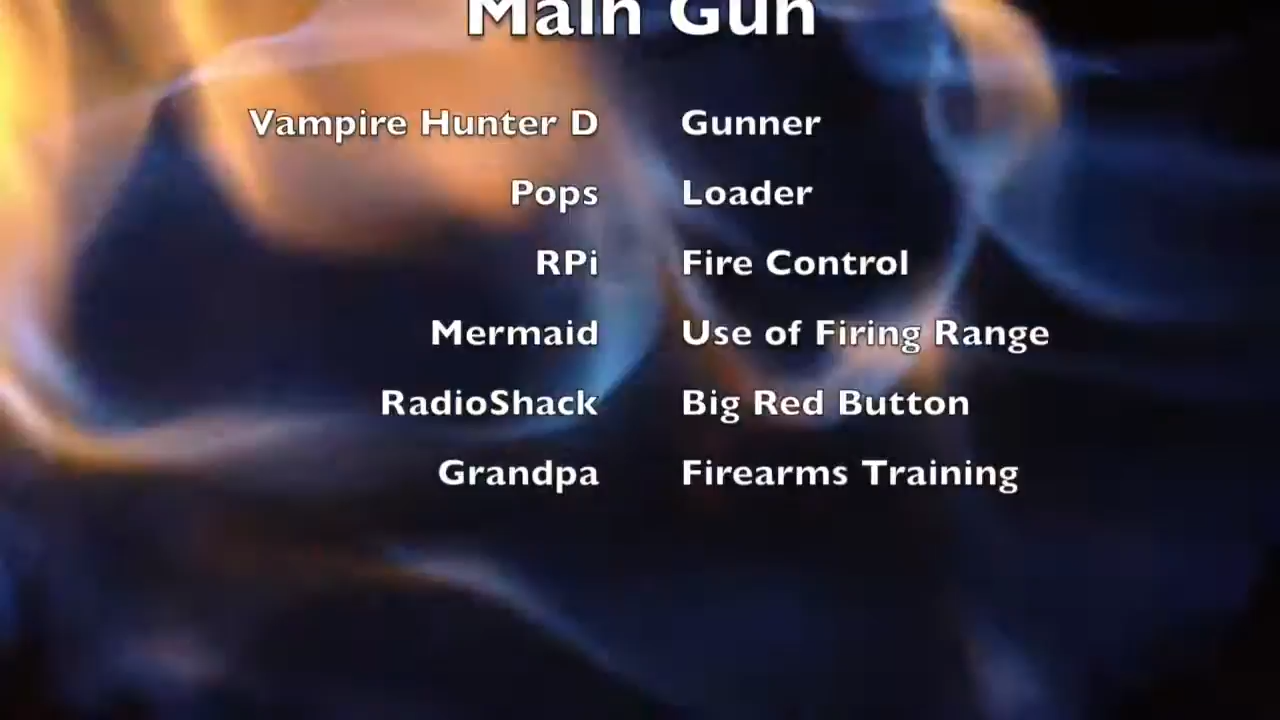 Main Gun
Vampire Hunter D Gunner
Pops Loader
RPi Fire Control
Mermaid Use of Firing Range
RadioShack Big Red Button
Grandpa Firearms Training